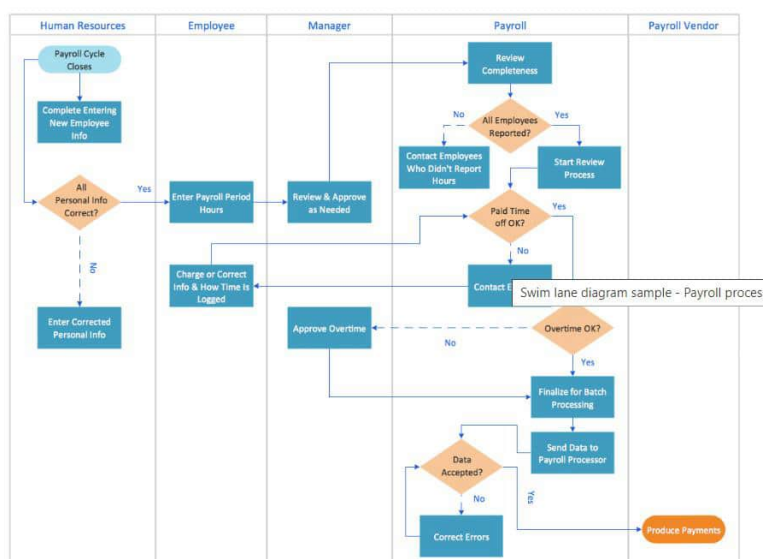 Human Resources
Employee
Manager
Payroll
Payroll Vendor
Payroll Cycle
Closes
Complete Entering
New Employee
Info
All
Personal Info
Correct?
Yes
No
Enter Corrected
Personal Info
Enter Payroll Period
Hours
Review & Approve
as Needed
Review
Completeness
All Employees
Reported?
No
Yes
Contact Employees
Who Didn't Report
Hours
Start Review
Process
Paid Time
off OK?
Yes
No
Charge or Correct
Info & How Time Is
Logged
Contact
Swim lane diagram sample - Payroll proces
Approve Overtime
No
Overtime OK?
Yes
Finalize for Batch
Processing
Send Data to
Payroll Processor
Data
Accepted?
No
Yes
Correct Errors
Produce Payments